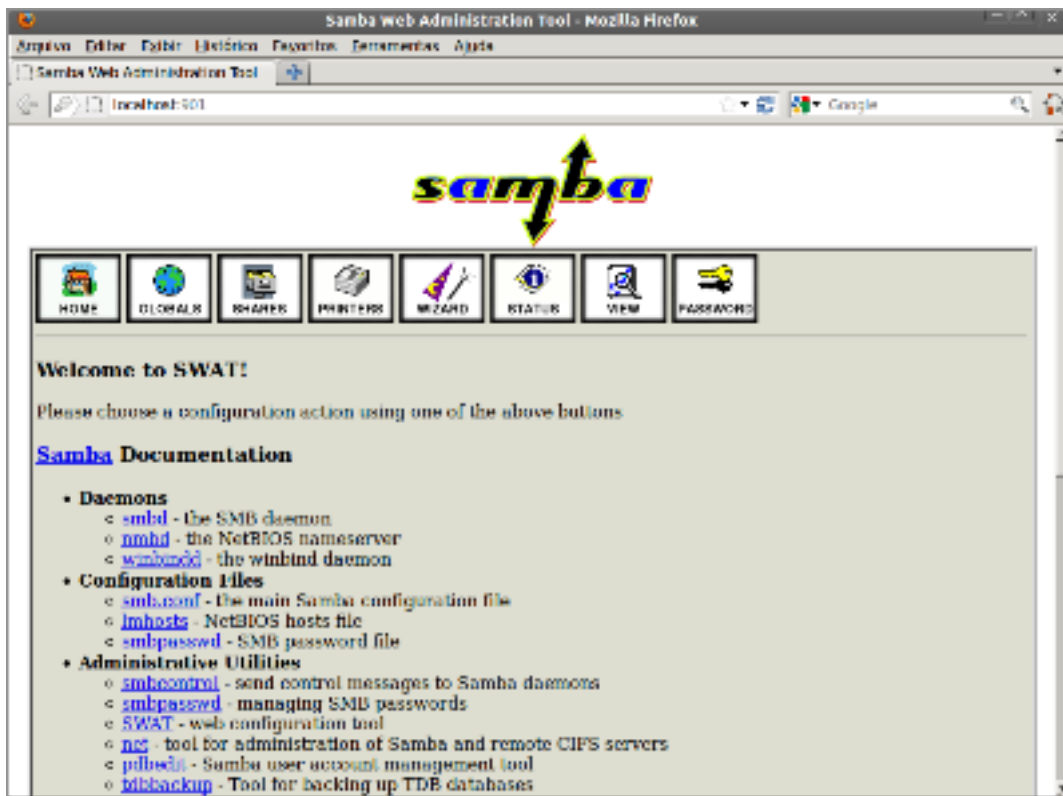 Samba Web Administration Tool - Mozilla Firefox
Arquivo Editar Exibir Histórico Favoritos Ferramentas Ajuda
Samba Web Administration Tool
localhost:901
Google
samba
HOME GLOBALS SHARES PRINTERS WIZARD STATUS VIEW PASSWORD
Welcome to SWAT!
Please choose a configuration action using one of the above buttons
Samba Documentation
• Daemons
◦ smbd - the SMB daemon
◦ nmbd - the NetBIOS nameserver
◦ winbindd - the winbind daemon
• Configuration Files
◦ smb.conf - the main Samba configuration file
◦ lmhosts - NetBIOS hosts file
◦ smbpasswd - SMB password file
• Administrative Utilities
◦ smbcontrol - send control messages to Samba daemons
◦ smbpasswd - managing SMB passwords
◦ SWAT - web configuration tool
◦ net - tool for administration of Samba and remote CIFS servers
◦ pdbedit - Samba user account management tool
◦ tdbbackup - Tool for backing up TDB databases